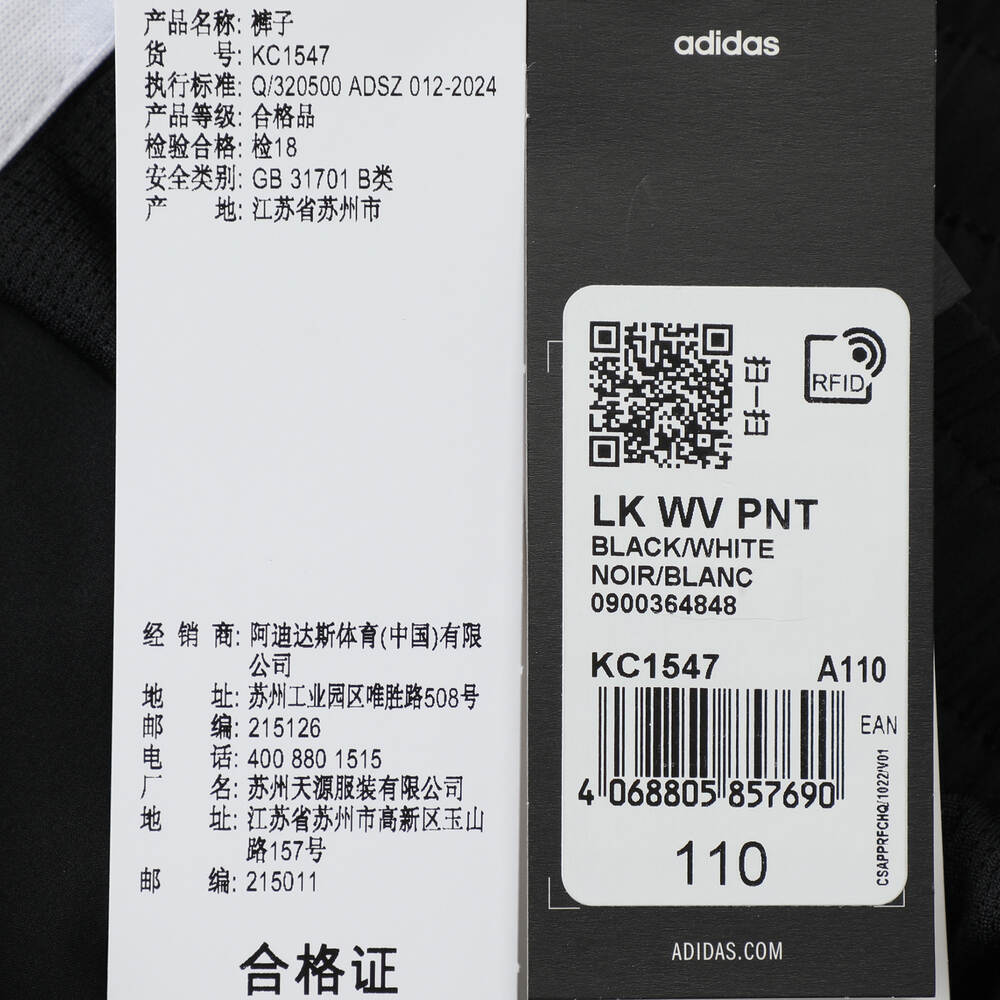 产品名称: 裤子
货 号: KC1547
执行标准: Q/320500 ADSZ 012-2024
产品等级: 合格品
检验合格: 检18
安全类别: GB 31701 B类
产 地: 江苏省苏州市
经 销 商: 阿迪达斯体育(中国)有限
公司
地 址: 苏州工业园区唯胜路508号
邮 编: 215126
电 话: 400 880 1515
厂 名: 苏州天源服装有限公司
地 址: 江苏省苏州市高新区玉山
路157号
邮 编: 215011
合格证
adidas
扫一扫
RFID
LK WV PNT
BLACK/WHITE
NOIR/BLANC
0900364848
KC1547 A110
EAN
4 068805 857690
CSAPPRFCHQ/1022/V01
110
ADIDAS.COM